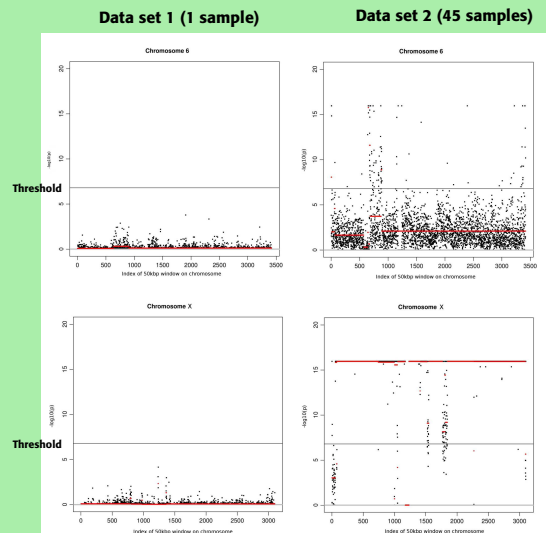 Data set 1 (1 sample)
Data set 2 (45 samples)
Chromosome 6
20
15
10
5
0
-log10(p)
Threshold
0 500 1000 1500 2000 2500 3000 3500
Index of 50kbp window on chromosome
Chromosome 6
20
15
10
5
0
-log10(p)
0 500 1000 1500 2000 2500 3000 3500
Index of 50kbp window on chromosome
Chromosome X
20
15
10
5
0
-log10(p)
Threshold
0 500 1000 1500 2000 2500 3000
Index of 50kbp window on chromosome
Chromosome X
20
15
10
5
0
-log10(p)
0 500 1000 1500 2000 2500 3000
Index of 50kbp window on chromosome